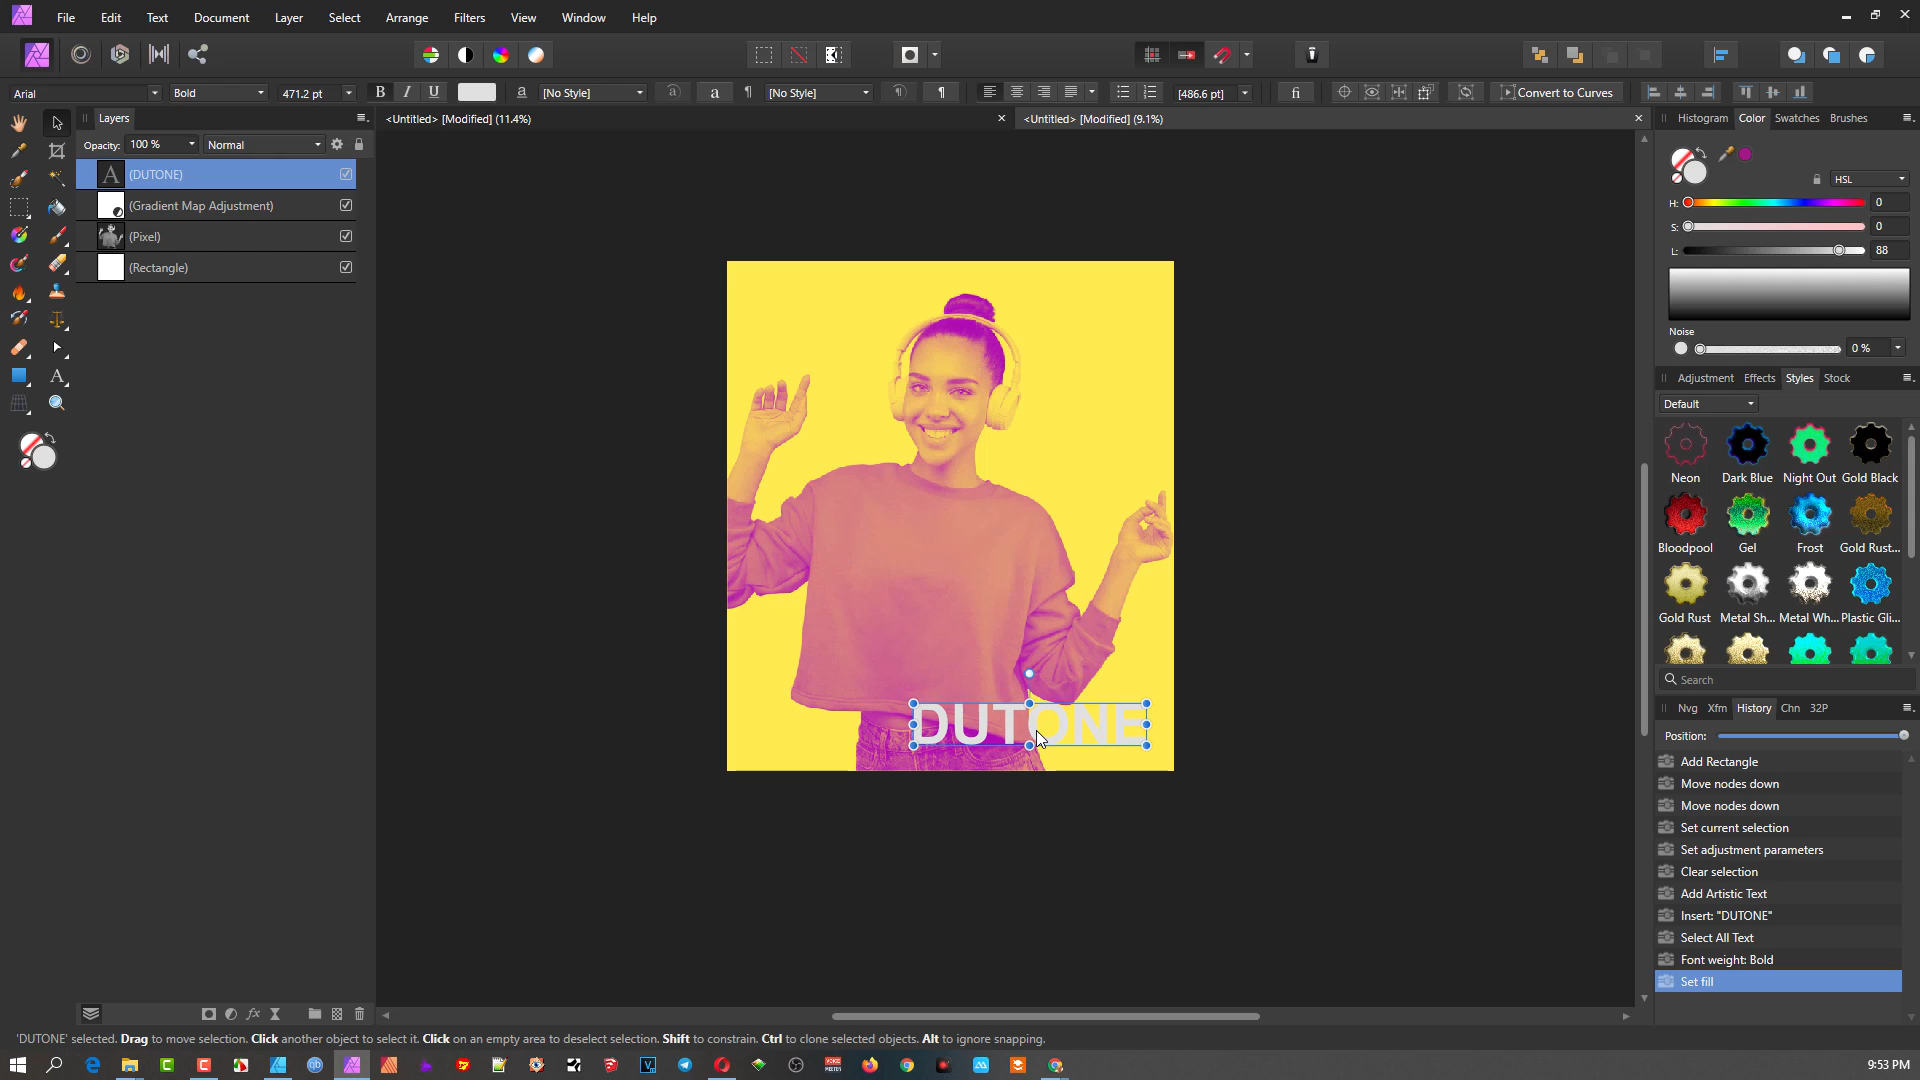 File Edit Text Document Layer Select Arrange Filters View Window Help
Arial Bold 471.2 pt B I U a [No Style] a a ¶ [No Style] ¶ [486.6 pt] fi Convert to Curves
Layers
<Untitled> [Modified] (11.4%)
<Untitled> [Modified] (9.1%)
Histogram Color Swatches Brushes
Opacity: 100 % Normal
A (DUTONE)
(Gradient Map Adjustment)
(Pixel)
(Rectangle)
HSL
H: 0
S: 0
L: 88
Noise
0 %
Adjustment Effects Styles Stock
Default
Neon Dark Blue Night Out Gold Black
Bloodpool Gel Frost Gold Rust...
Gold Rust Metal Sh... Metal Wh... Plastic Gli...
Search
DUTONE
Nvg Xfm History Chn 32P
Position:
Add Rectangle
Move nodes down
Move nodes down
Set current selection
Set adjustment parameters
Clear selection
Add Artistic Text
Insert: "DUTONE"
Select All Text
Font weight: Bold
Set fill
'DUTONE' selected. Drag to move selection. Click another object to select it. Click on an empty area to deselect selection. Shift to constrain. Ctrl to clone selected objects. Alt to ignore snapping.
9:53 PM